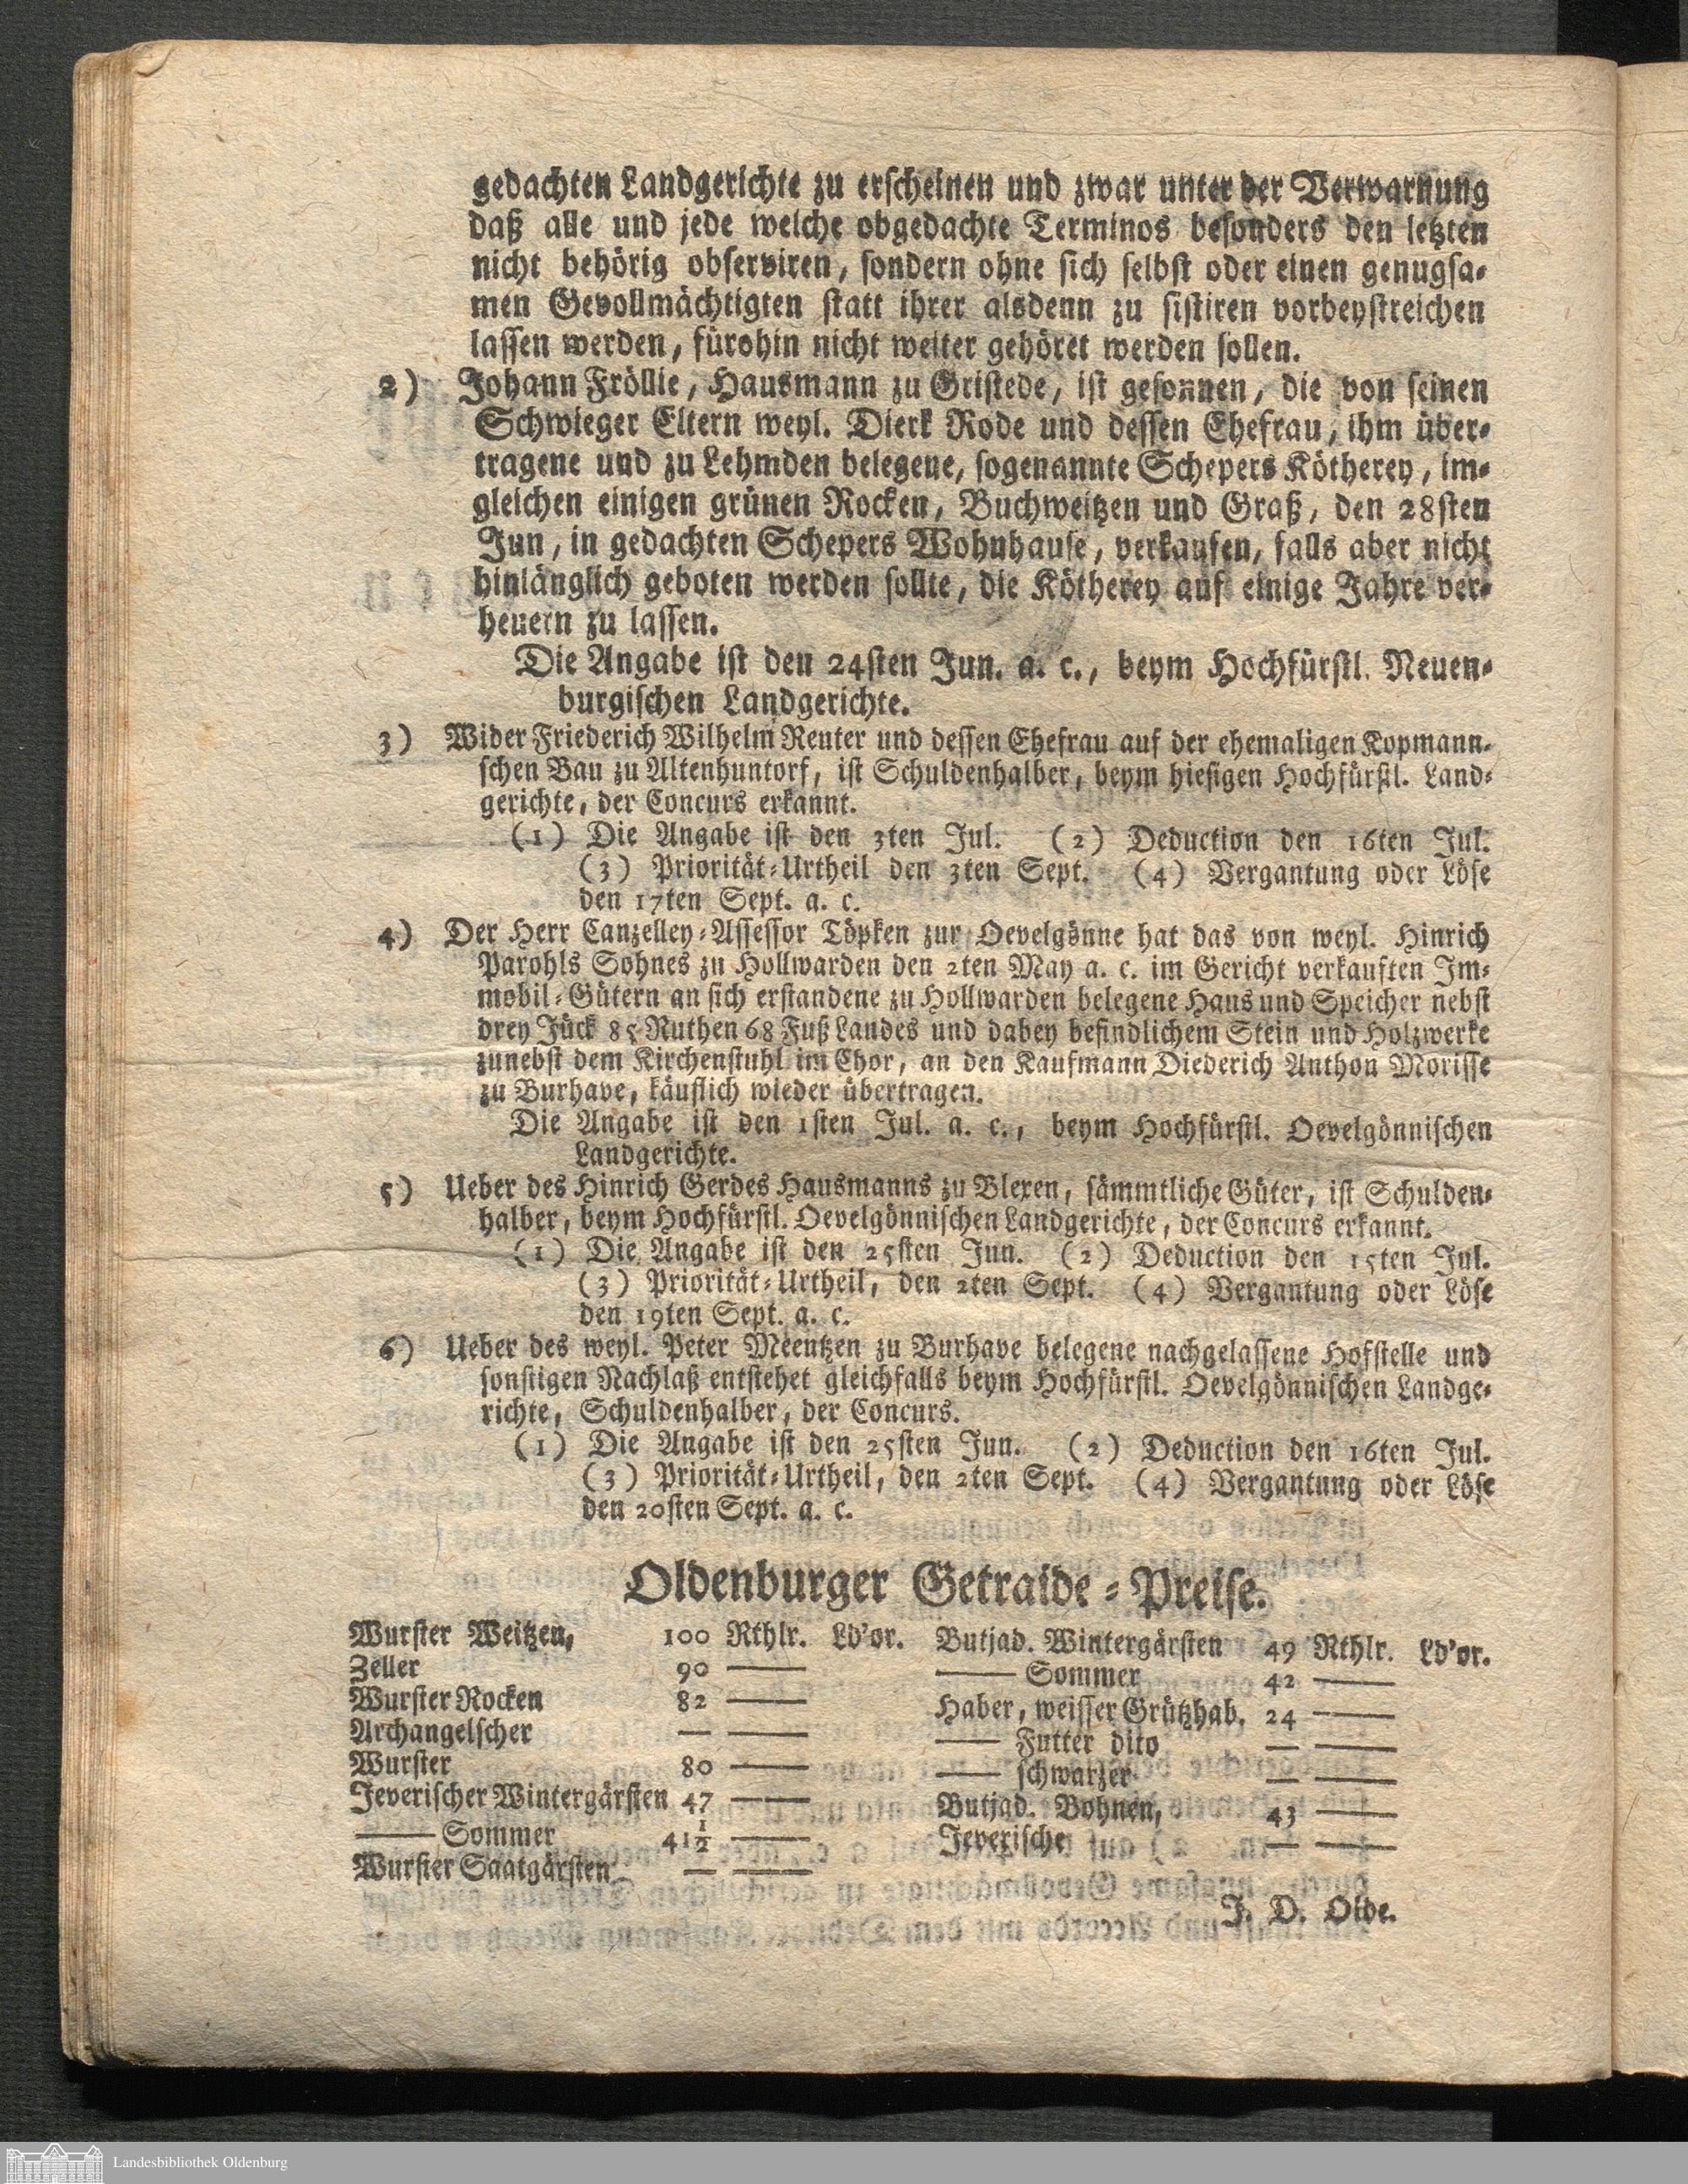 gedachten Landgerichte zu erscheinen und zwar unter der Verwarnung
daß alle und jede welche obgedachte Terminos besonders den letzten
nicht behörig observiren, sondern ohne sich selbst oder einen genugsa-
men Gevollmächtigten statt ihrer alsdenn zu sistiren vorbeystreichen
lassen werden, fürohin nicht weiter gehöret werden sollen.
2) Johann Fröllie, Hausmann zu Gristede, ist gesonnen, die von seinen
Schwieger Eltern weyl. Dierk Rode und dessen Ehefrau, ihm über-
tragene und zu Lehmden belegene, sogenannte Schepers Kötherey, im-
gleichen einigen grünen Rocken, Buchweitzen und Graß, den 28sten
Jun, in gedachten Schepers Wohnhause, verkaufen, falls aber nicht
hinlänglich geboten werden sollte, die Kötherey auf einige Jahre ver-
heuern zu lassen.
Die Angabe ist den 24sten Jun. a. c., beym Hochfürstl. Neuen-
burgischen Landgerichte.
3) Wider Friederich Wilhelm Reuter und dessen Ehefrau auf der ehemaligen Kopmann-
schen Bau zu Altenhuntorf, ist Schuldenhalber, beym hiesigen Hochfürstl. Land-
gerichte, der Concurs erkannt.
(1) Die Angabe ist den 3ten Jul. (2) Deduction den 16ten Jul.
(3) Priorität-Urtheil den 3ten Sept. (4) Vergantung oder Löse
den 17ten Sept. a. c.
4) Der Herr Canzelley-Assessor Töpken zur Oevelgönne hat das von weyl. Hinrich
Parohls Sohnes zu Hollwarden den 2ten May a. c. im Gericht verkauften Im-
mobil-Gütern an sich erstandene zu Hollwarden belegene Haus und Speicher nebst
drey Jück 85 Ruthen 68 Fuß Landes und dabey befindlichem Stein und Holzwerke
zunebst dem Kirchenstuhl im Chor, an den Kaufmann Diederich Anthon Morisse
zu Burhave, käuflich wieder übertragen.
Die Angabe ist den 1sten Jul. a. c., beym Hochfürstl. Oevelgönnischen
Landgerichte.
5) Ueber des Hinrich Gerdes Hausmanns zu Blexen, sämmtliche Güter, ist Schulden-
halber, beym Hochfürstl. Oevelgönnischen Landgerichte, der Concurs erkannt.
(1) Die Angabe ist den 25sten Jun. (2) Deduction den 15ten Jul.
(3) Priorität-Urtheil, den 2ten Sept. (4) Vergantung oder Löse
den 19ten Sept. a. c.
6) Ueber des weyl. Peter Meentzen zu Burhave belegene nachgelassene Hofstelle und
sonstigen Nachlaß entstehet gleichfalls beym Hochfürstl. Oevelgönnischen Landge-
richte, Schuldenhalber, der Concurs.
(1) Die Angabe ist den 25sten Jun. (2) Deduction den 16ten Jul.
(3) Priorität-Urtheil, den 2ten Sept. (4) Vergantung oder Löse
den 20sten Sept. a. c.
Oldenburger Getraide-Preise.
Wurster Weitzen, 100 Rthlr. Ld'or.
Zeller 90 —
Wurster Rocken 82 —
Archangelscher — —
Wurster 80 —
Jeverischer Wintergärsten 47 —
— Sommer 41½ —
Wurster Saatgärsten — —
Butjad. Wintergärsten 49 Rthlr. Ld'or.
— Sommer 42 —
Haber, weisser Grützhab. 24 —
— Futter dito — —
— schwarzer — —
Butjad. Bohnen, 43 —
Jeverische — —
J. D. Olde.
Landesbibliothek Oldenburg